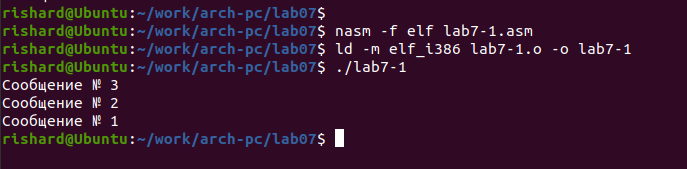 rishard@Ubuntu:~/work/arch-pc/lab07$
rishard@Ubuntu:~/work/arch-pc/lab07$ nasm -f elf lab7-1.asm
rishard@Ubuntu:~/work/arch-pc/lab07$ ld -m elf_i386 lab7-1.o -o lab7-1
rishard@Ubuntu:~/work/arch-pc/lab07$ ./lab7-1
Сообщение № 3
Сообщение № 2
Сообщение № 1
rishard@Ubuntu:~/work/arch-pc/lab07$